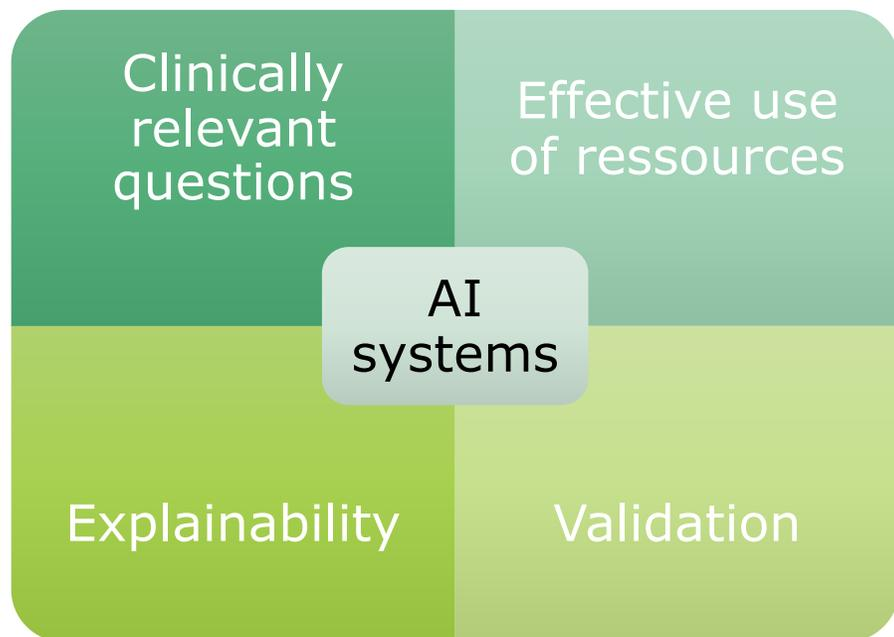 Clinically
relevant
questions
Effective use
of ressources
AI
systems
Explainability
Validation